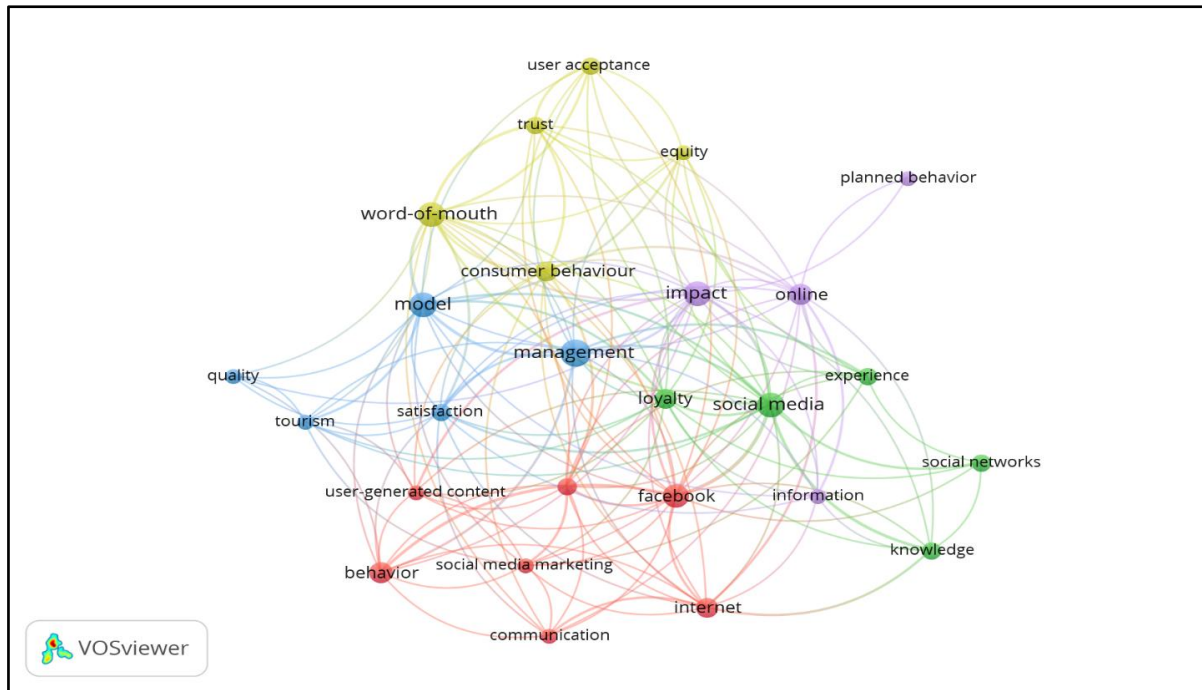 user acceptance
trust
equity
planned behavior
word-of-mouth
consumer behaviour
impact
online
model
management
quality
experience
loyalty
social media
satisfaction
tourism
social networks
user-generated content
facebook
information
knowledge
behavior
social media marketing
internet
communication
VOSviewer